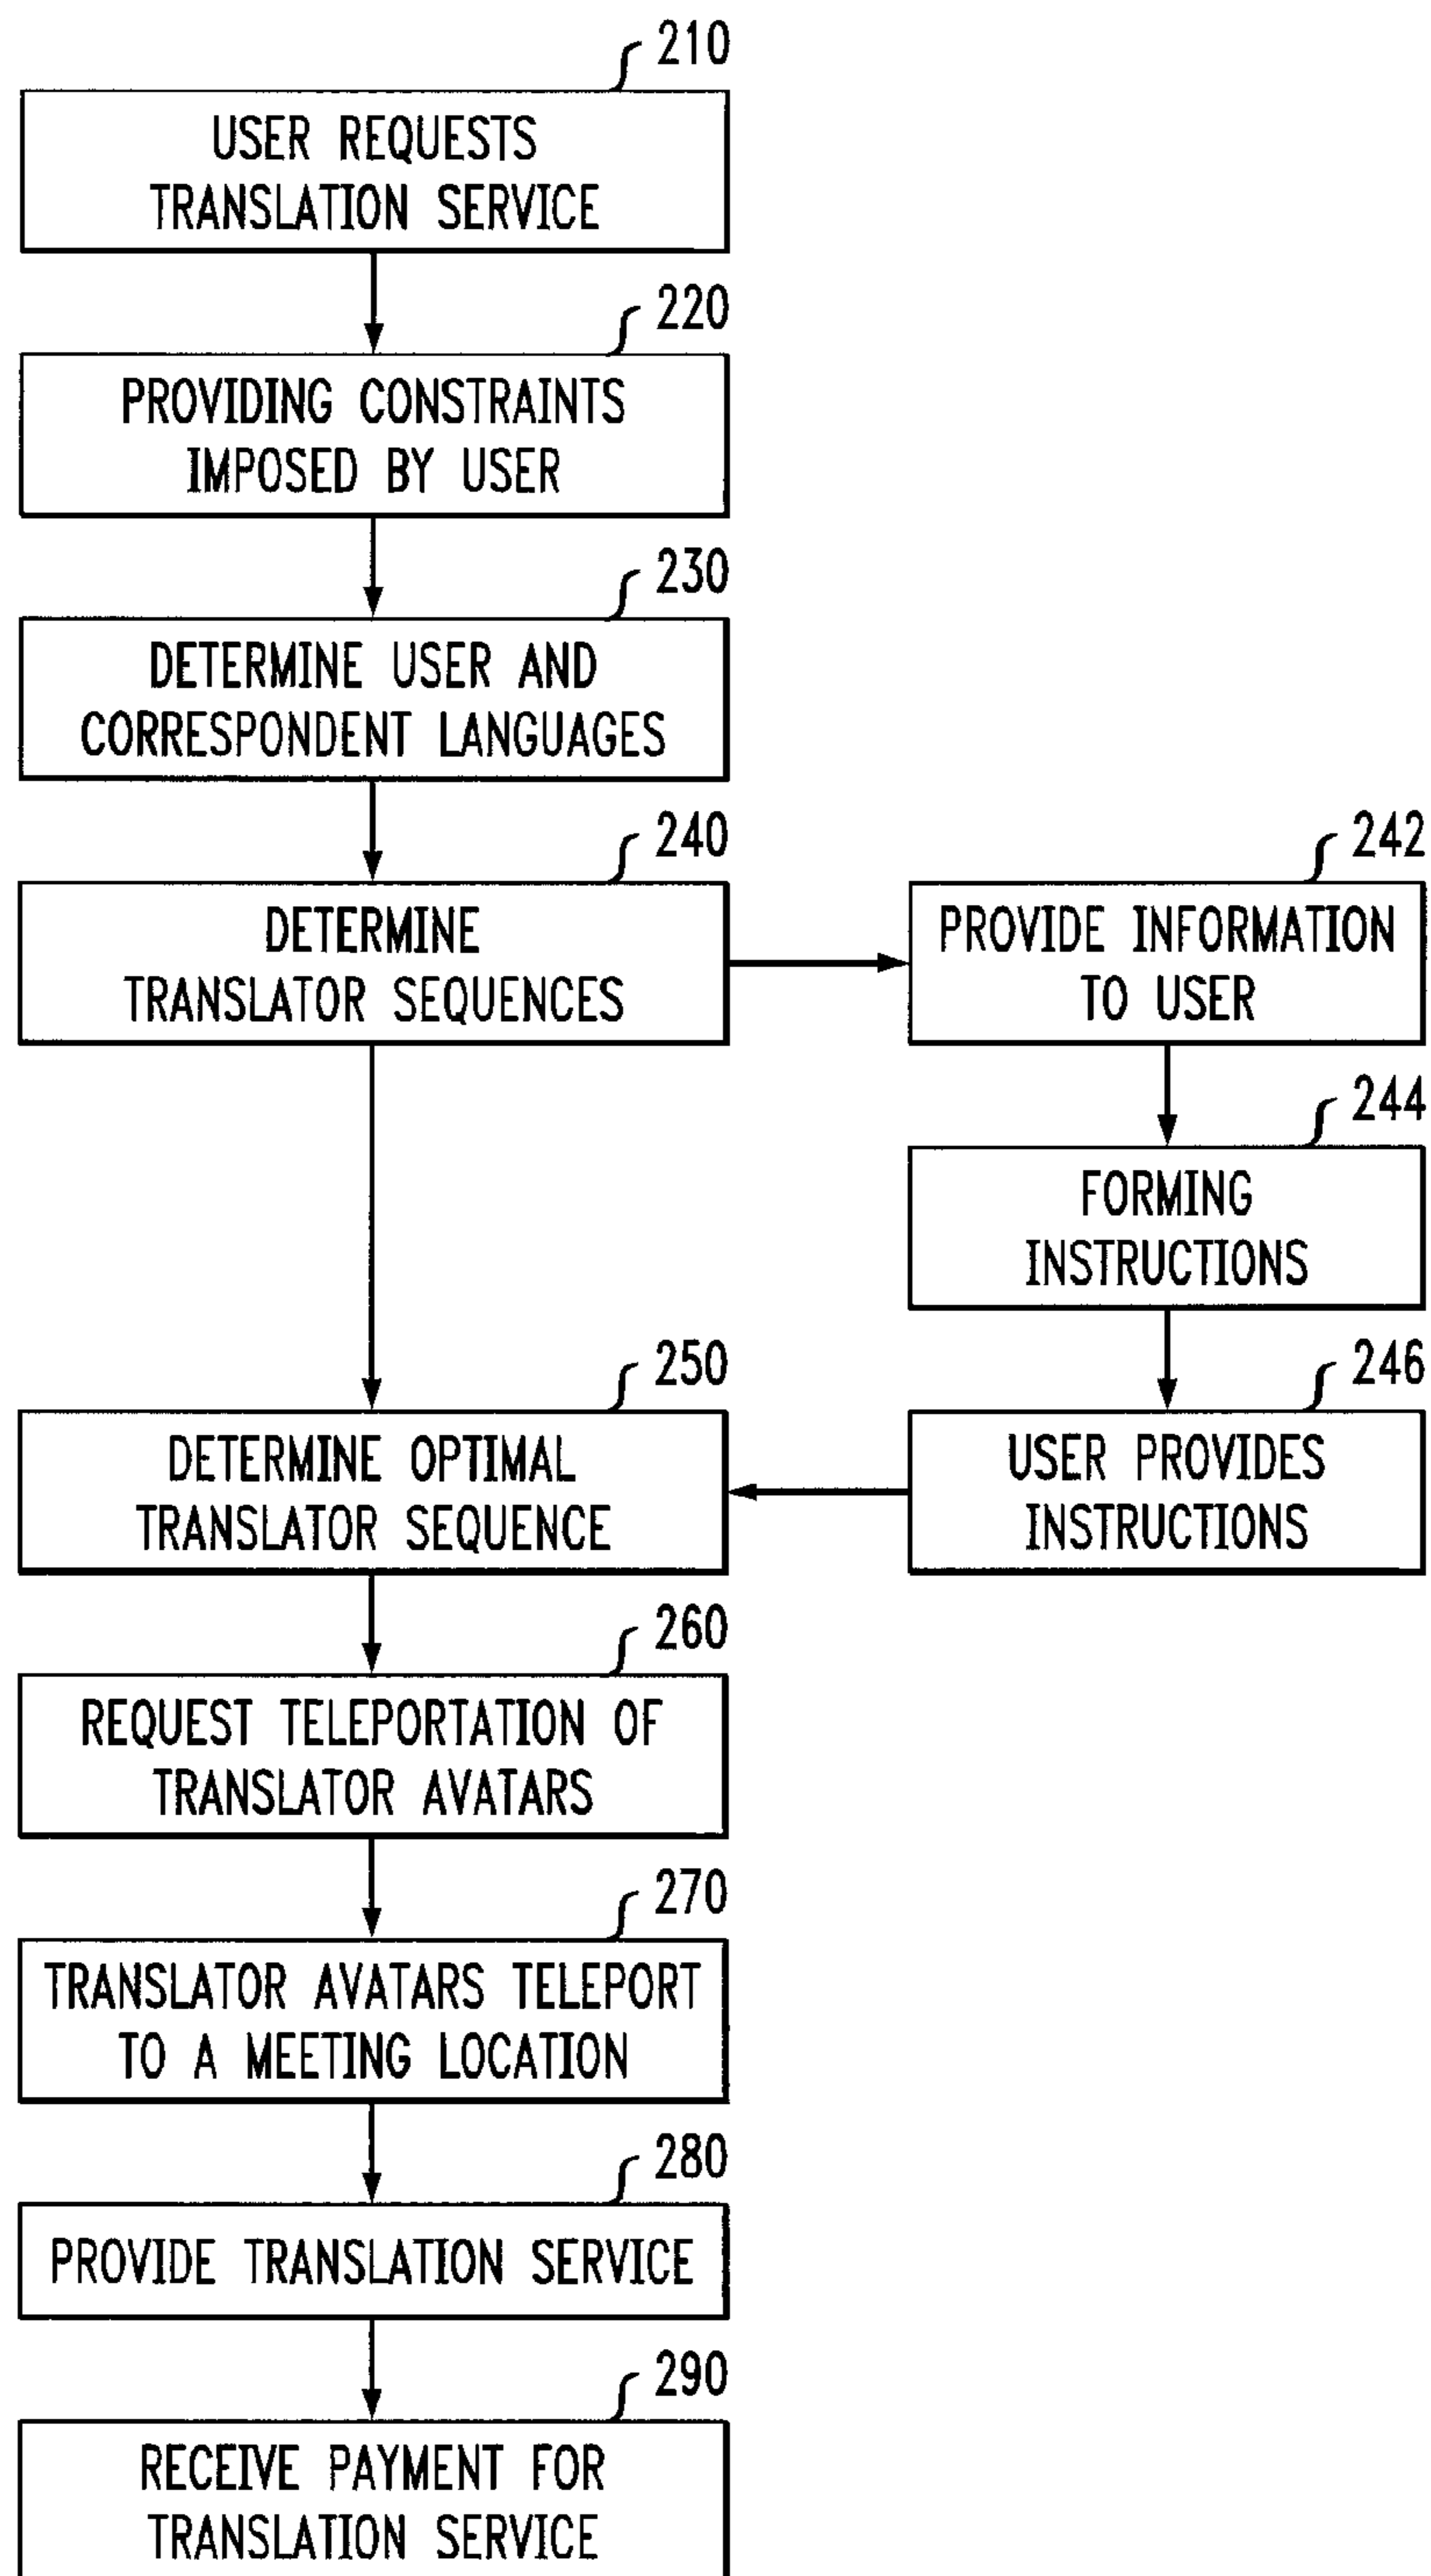 210
USER REQUESTS
TRANSLATION SERVICE
220
PROVIDING CONSTRAINTS
IMPOSED BY USER
230
DETERMINE USER AND
CORRESPONDENT LANGUAGES
240
DETERMINE
TRANSLATOR SEQUENCES
242
PROVIDE INFORMATION
TO USER
244
FORMING
INSTRUCTIONS
246
USER PROVIDES
INSTRUCTIONS
250
DETERMINE OPTIMAL
TRANSLATOR SEQUENCE
260
REQUEST TELEPORTATION OF
TRANSLATOR AVATARS
270
TRANSLATOR AVATARS TELEPORT
TO A MEETING LOCATION
280
PROVIDE TRANSLATION SERVICE
290
RECEIVE PAYMENT FOR
TRANSLATION SERVICE